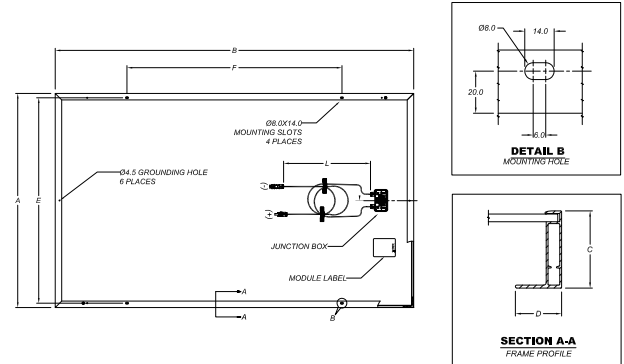 B
F
Ø8.0X14.0
MOUNTING SLOTS
4 PLACES
Ø4.5 GROUNDING HOLE
6 PLACES
A
E
L
(-)
(+)
JUNCTION BOX
MODULE LABEL
A
A
B
Ø8.0
14.0
20.0
6.0
DETAIL B
MOUNTING HOLE
C
D
SECTION A-A
FRAME PROFILE